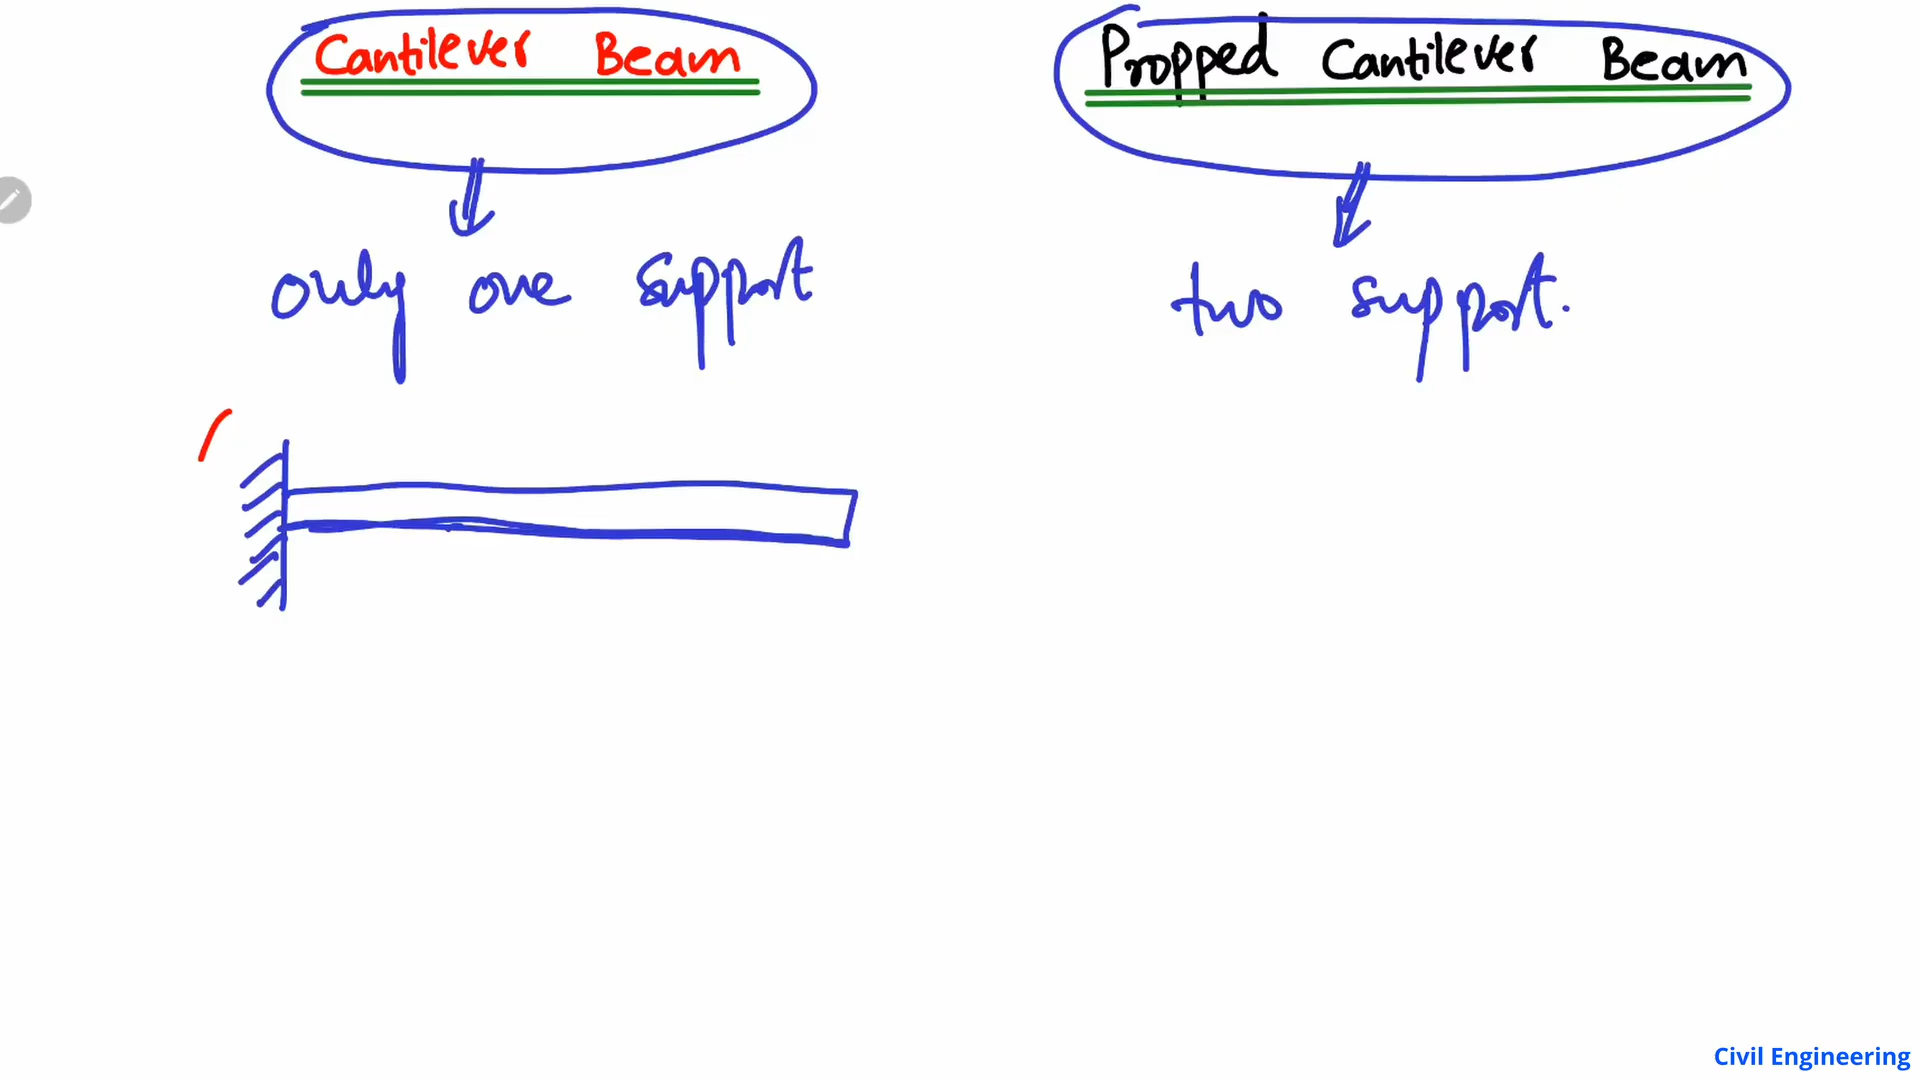 Cantilever Beam
Propped Cantilever Beam
only one support
two support.
Civil Engineering